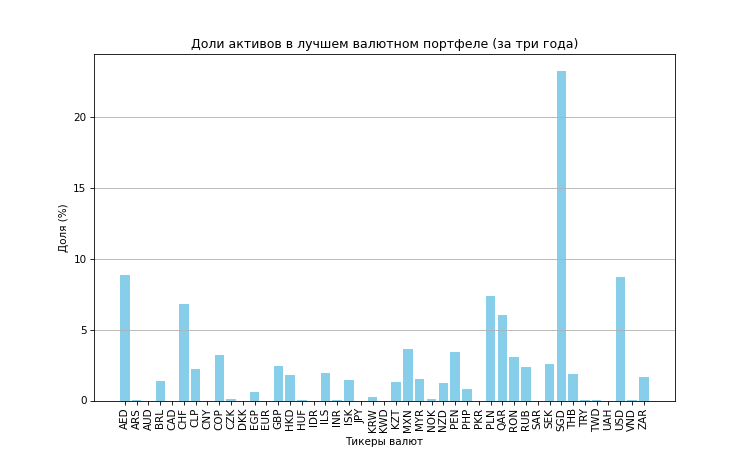 Доли активов в лучшем валютном портфеле (за три года)
Доля (%)
20
15
10
5
0
AED ARS AUD BRL CAD CHF CLP CNY COP CZK DKK EGP EUR GBP HKD HUF IDR ILS INR ISK JPY KRW KWD KZT MXN MYR NOK NZD PEN PHP PKR PLN QAR RON RUB SAR SEK SGD THB TRY TWD UAH USD VND ZAR
Тикеры валют